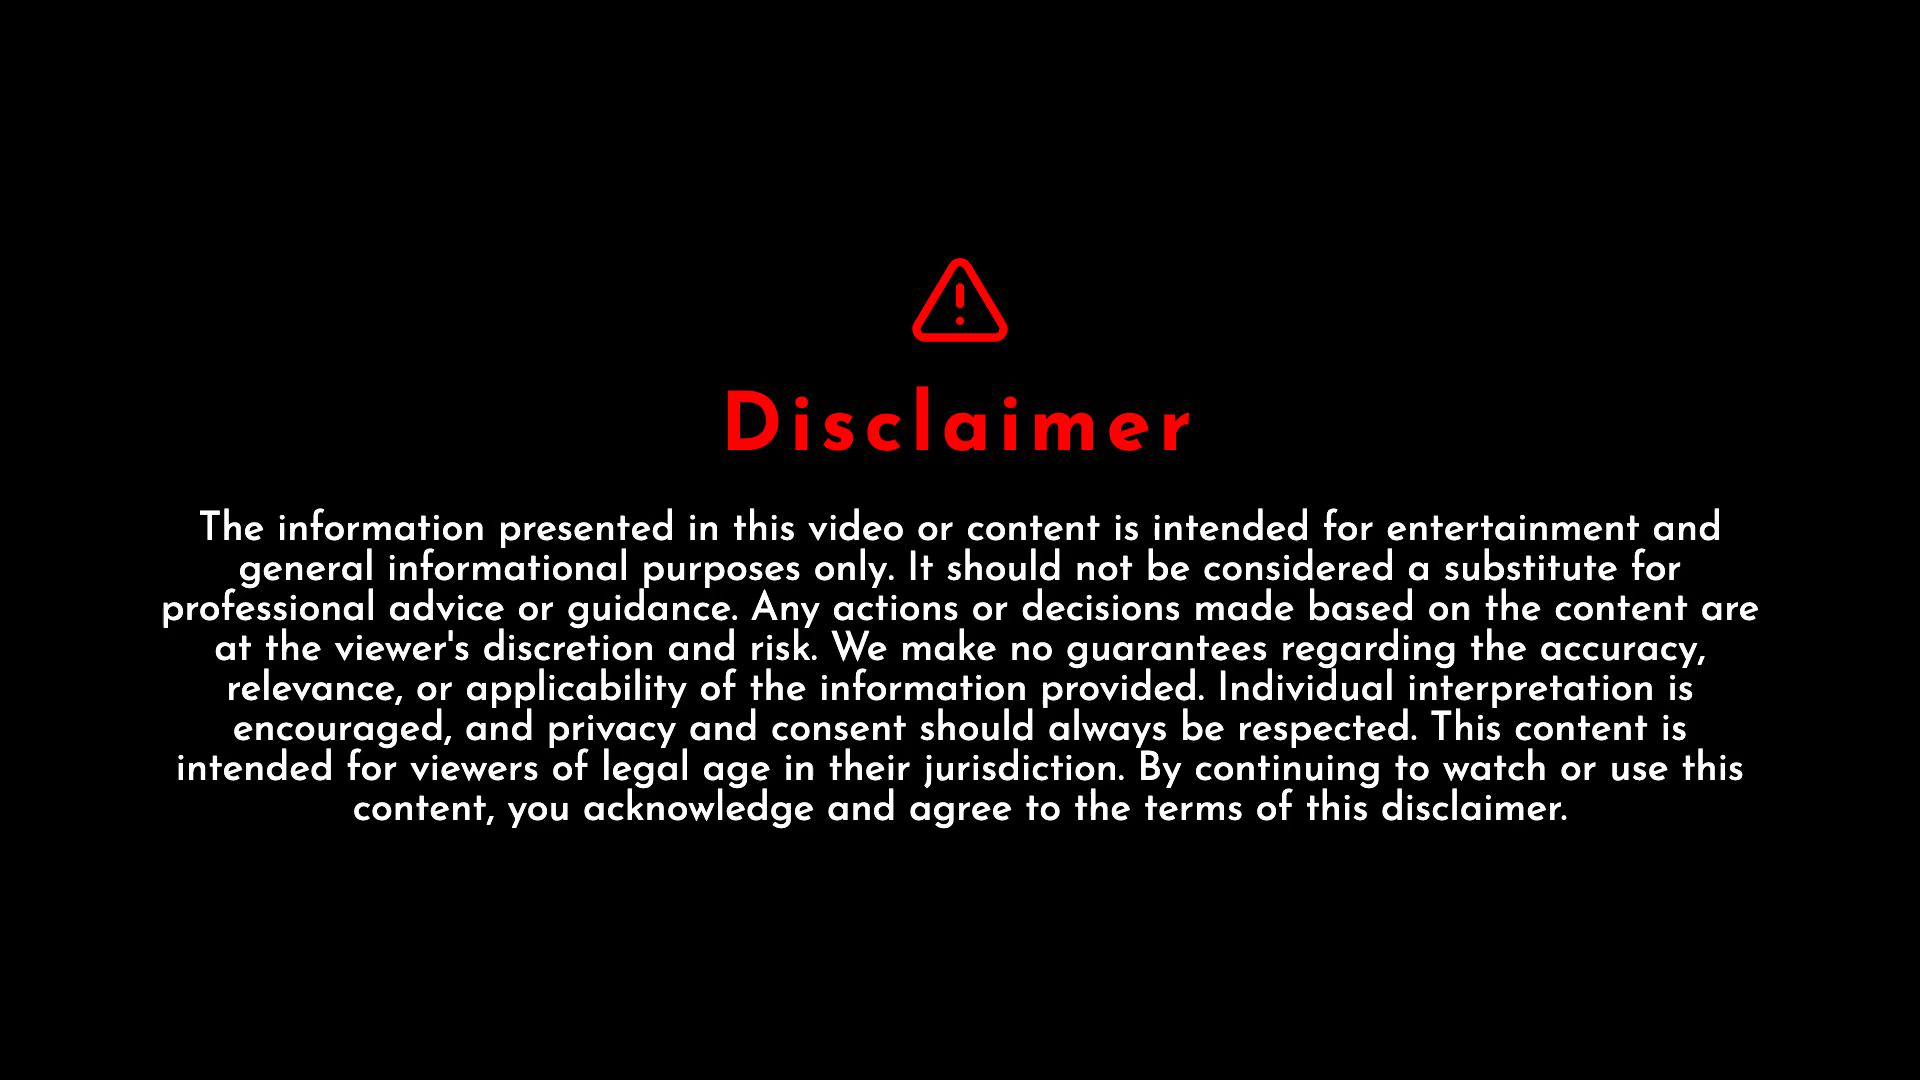 Disclaimer
The information presented in this video or content is intended for entertainment and
general informational purposes only. It should not be considered a substitute for
professional advice or guidance. Any actions or decisions made based on the content are
at the viewer's discretion and risk. We make no guarantees regarding the accuracy,
relevance, or applicability of the information provided. Individual interpretation is
encouraged, and privacy and consent should always be respected. This content is
intended for viewers of legal age in their jurisdiction. By continuing to watch or use this
content, you acknowledge and agree to the terms of this disclaimer.